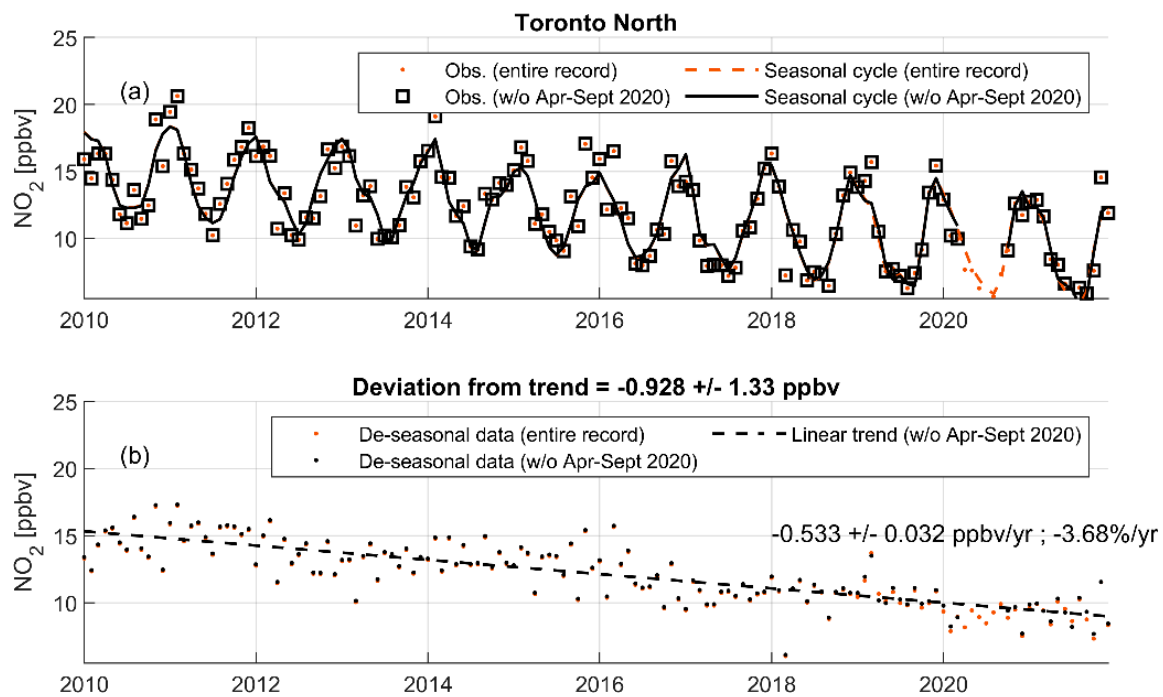 Toronto North
25
20
15
10
NO2 [ppbv]
(a)
Obs. (entire record)
Seasonal cycle (entire record)
Obs. (w/o Apr-Sept 2020)
Seasonal cycle (w/o Apr-Sept 2020)
2010 2012 2014 2016 2018 2020
Deviation from trend = -0.928 +/- 1.33 ppbv
25
20
15
10
NO2 [ppbv]
(b)
De-seasonal data (entire record)
Linear trend (w/o Apr-Sept 2020)
De-seasonal data (w/o Apr-Sept 2020)
-0.533 +/- 0.032 ppbv/yr ; -3.68%/yr
2010 2012 2014 2016 2018 2020